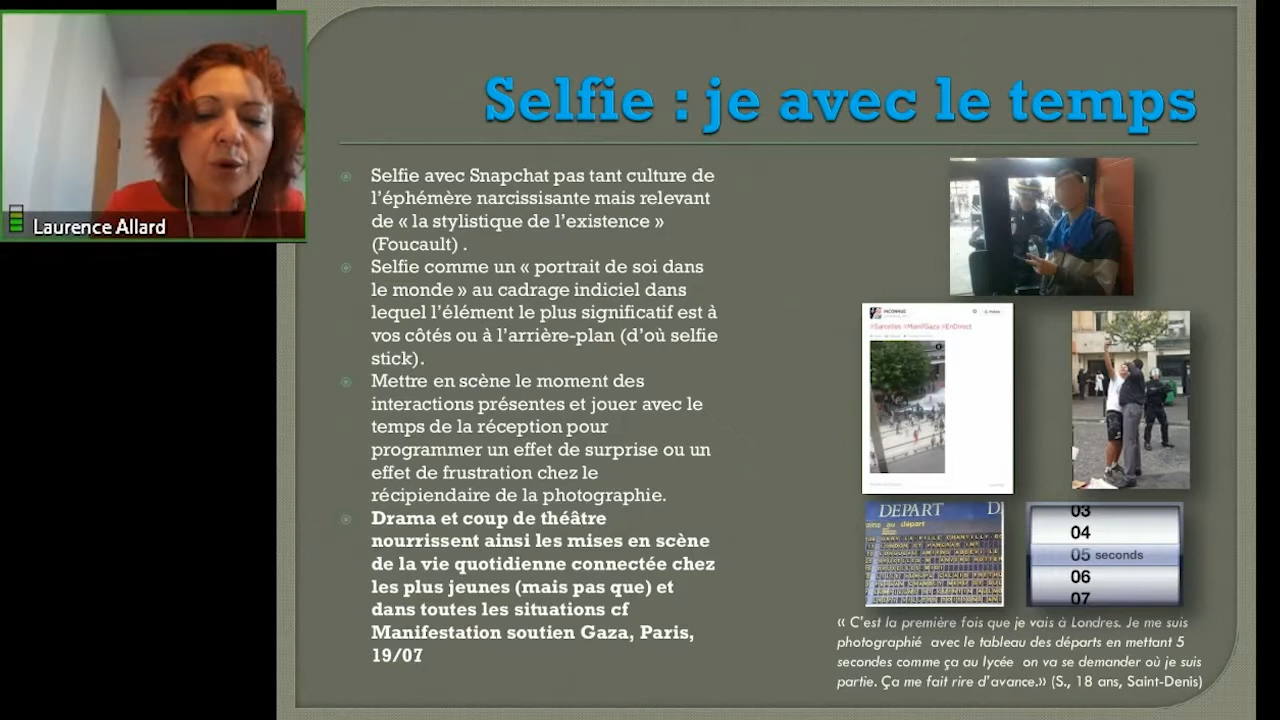 Selfie : je avec le temps
Laurence Allard
Selfie avec Snapchat pas tant culture de
l'éphémère narcissisante mais relevant
de « la stylistique de l'existence »
(Foucault) .
Selfie comme un « portrait de soi dans
le monde » au cadrage indiciel dans
lequel l'élément le plus significatif est à
vos côtés ou à l'arrière-plan (d'où selfie
stick).
Mettre en scène le moment des
interactions présentes et jouer avec le
temps de la réception pour
programmer un effet de surprise ou un
effet de frustration chez le
récipiendaire de la photographie.
Drama et coup de théâtre
nourrissent ainsi les mises en scène
de la vie quotidienne connectée chez
les plus jeunes (mais pas que) et
dans toutes les situations cf
Manifestation soutien Gaza, Paris,
19/07
INCONNUS
#Sarcelles #ManifGaza #EnDirect
DEPART
au départ
03
04
05 seconds
06
07
« C'est la première fois que je vais à Londres. Je me suis
photographié avec le tableau des départs en mettant 5
secondes comme ça au lycée on va se demander où je suis
partie. Ça me fait rire d'avance.» (S., 18 ans, Saint-Denis)